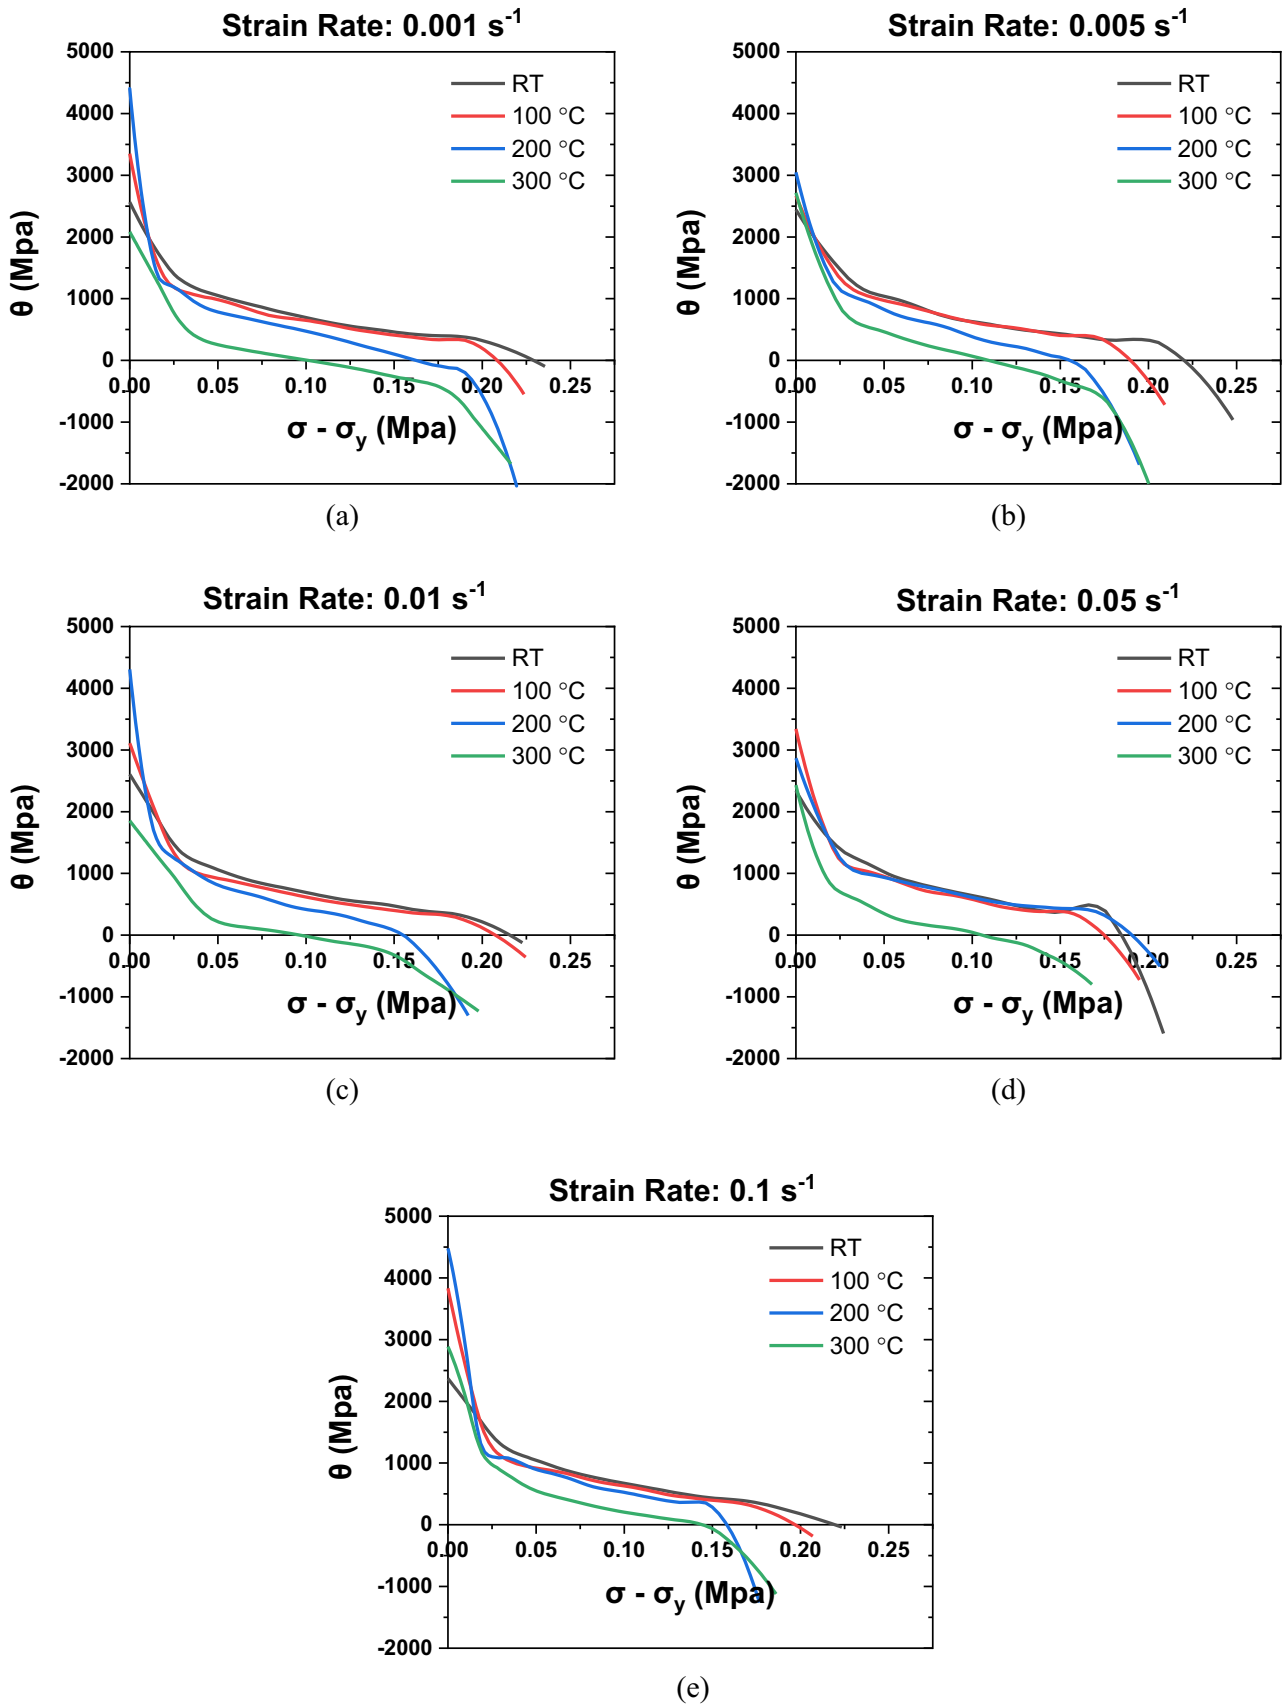 Strain Rate: 0.001 s⁻¹
5000
4000
3000
2000
1000
0
-1000
-2000
θ (Mpa)
RT
100 °C
200 °C
300 °C
0.00 0.05 0.10 0.15 0.20 0.25
σ - σy (Mpa)
(a)
Strain Rate: 0.005 s⁻¹
5000
4000
3000
2000
1000
0
-1000
-2000
θ (Mpa)
RT
100 °C
200 °C
300 °C
0.00 0.05 0.10 0.15 0.20 0.25
σ - σy (Mpa)
(b)
Strain Rate: 0.01 s⁻¹
5000
4000
3000
2000
1000
0
-1000
-2000
θ (Mpa)
RT
100 °C
200 °C
300 °C
0.00 0.05 0.10 0.15 0.20 0.25
σ - σy (Mpa)
(c)
Strain Rate: 0.05 s⁻¹
5000
4000
3000
2000
1000
0
-1000
-2000
θ (Mpa)
RT
100 °C
200 °C
300 °C
0.00 0.05 0.10 0.15 0.20 0.25
σ - σy (Mpa)
(d)
Strain Rate: 0.1 s⁻¹
5000
4000
3000
2000
1000
0
-1000
-2000
θ (Mpa)
RT
100 °C
200 °C
300 °C
0.00 0.05 0.10 0.15 0.20 0.25
σ - σy (Mpa)
(e)